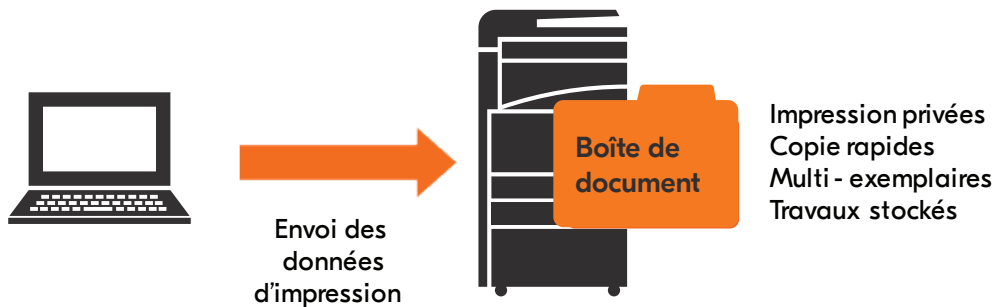 Envoi des
données
d'impression
Boîte de
document
Impression privées
Copie rapides
Multi - exemplaires
Travaux stockés